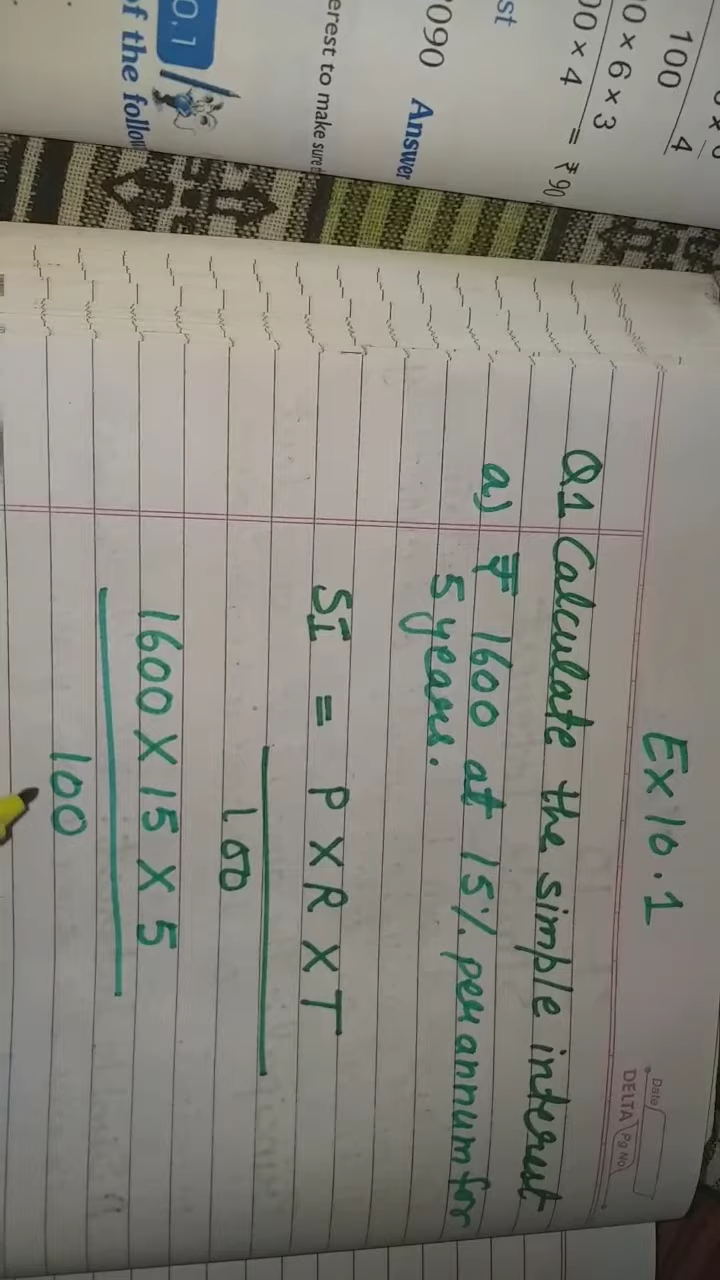 100
4
0 × 6 × 3
00 × 4 = ₹ 90
st
090 Answer
erest to make sure
0.1
of the follo
Date
DELTA Pg No
Ex 10.1
Q1 Calculate the simple interest
a) ₹ 1600 at 15% per annum for
5 years.
SI = P X R X T
100
1600 X 15 X 5
100